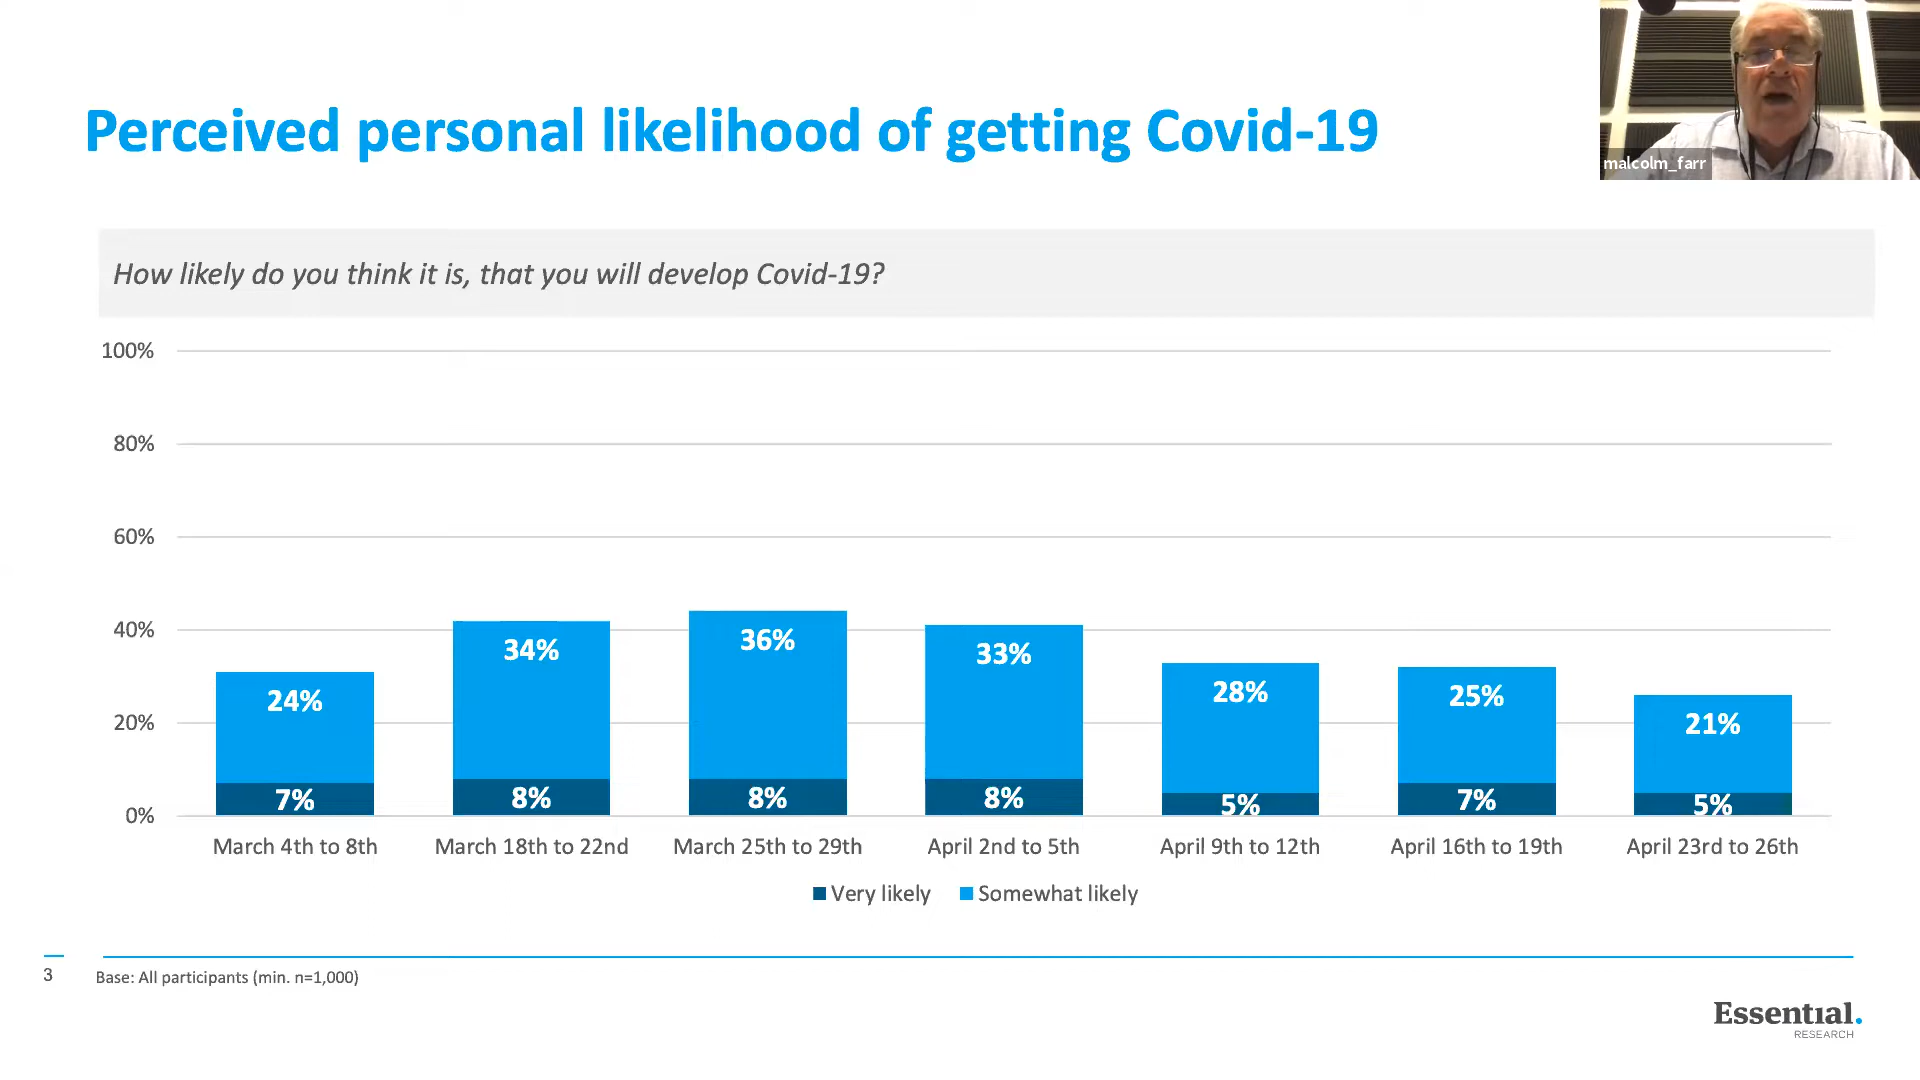 Perceived personal likelihood of getting Covid-19
malcolm_farr
How likely do you think it is, that you will develop Covid-19?
100%
80%
60%
40%
20%
0%
24% 34% 36% 33% 28% 25% 21%
7% 8% 8% 8% 5% 7% 5%
March 4th to 8th March 18th to 22nd March 25th to 29th April 2nd to 5th April 9th to 12th April 16th to 19th April 23rd to 26th
Very likely Somewhat likely
3 Base: All participants (min. n=1,000)
Essential.
RESEARCH